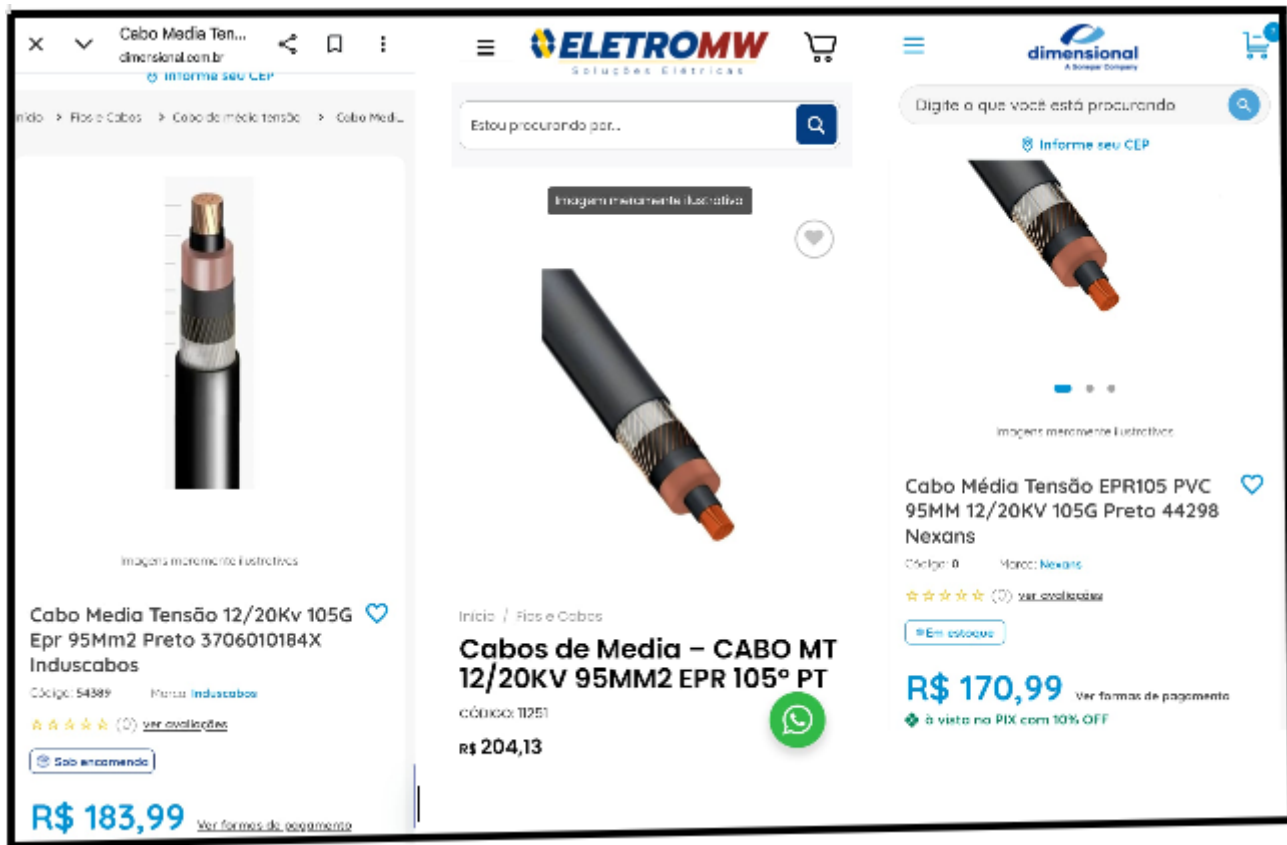 Cabo Media Ten...
dimensional.com.br
Informe seu CEP
Início > Fios e Cabos > Cabo de média tensão > Cabo Medi...
Imagens meramente ilustrativas
Cabo Media Tensão 12/20Kv 105G
Epr 95Mm2 Preto 3706010184X
Induscabos
Código: 54389 Marca: Induscabos
(0) ver avaliações
Sob encomenda
R$ 183,99 Ver formas de pagamento
ELETROMW
Soluções Elétricas
Estou procurando por...
Imagem meramente ilustrativa
Início / Fios e Cabos
Cabos de Media – CABO MT
12/20KV 95MM2 EPR 105º PT
CÓDIGO: 11251
R$ 204,13
dimensional
A Sonepar Company
Digite o que você está procurando
Informe seu CEP
Imagens meramente ilustrativas
Cabo Média Tensão EPR105 PVC
95MM 12/20KV 105G Preto 44298
Nexans
Código: 0 Marca: Nexans
(0) ver avaliações
Em estoque
R$ 170,99 Ver formas de pagamento
à vista no PIX com 10% OFF